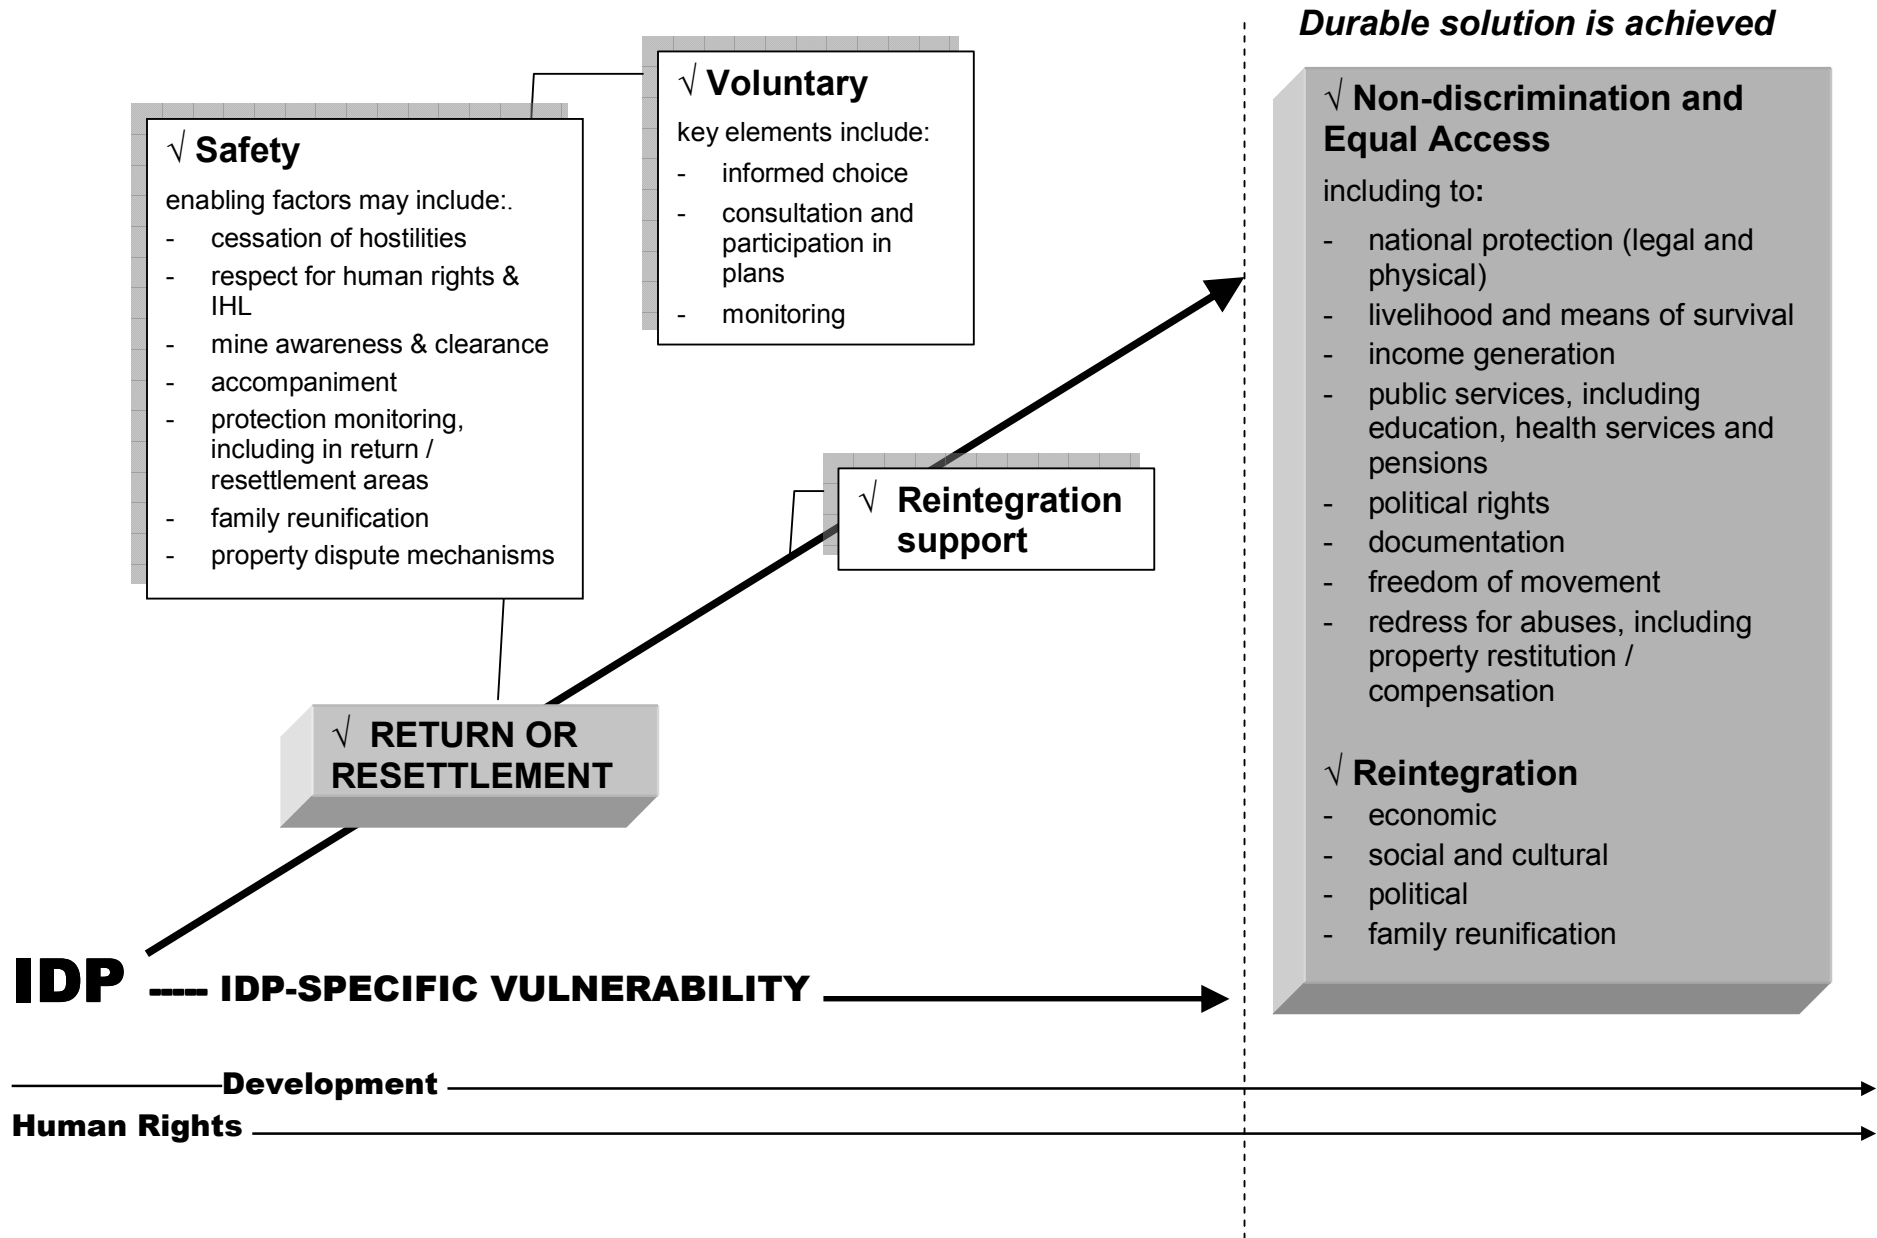 Durable solution is achieved
√ Voluntary
key elements include:
- informed choice
- consultation and
participation in
plans
- monitoring
√ Safety
enabling factors may include:.
- cessation of hostilities
- respect for human rights &
IHL
- mine awareness & clearance
- accompaniment
- protection monitoring,
including in return /
resettlement areas
- family reunification
- property dispute mechanisms
√ Reintegration
support
√ RETURN OR
RESETTLEMENT
√ Non-discrimination and
Equal Access
including to:
- national protection (legal and
physical)
- livelihood and means of survival
- income generation
- public services, including
education, health services and
pensions
- political rights
- documentation
- freedom of movement
- redress for abuses, including
property restitution /
compensation
√ Reintegration
- economic
- social and cultural
- political
- family reunification
IDP ----- IDP-SPECIFIC VULNERABILITY
Development
Human Rights